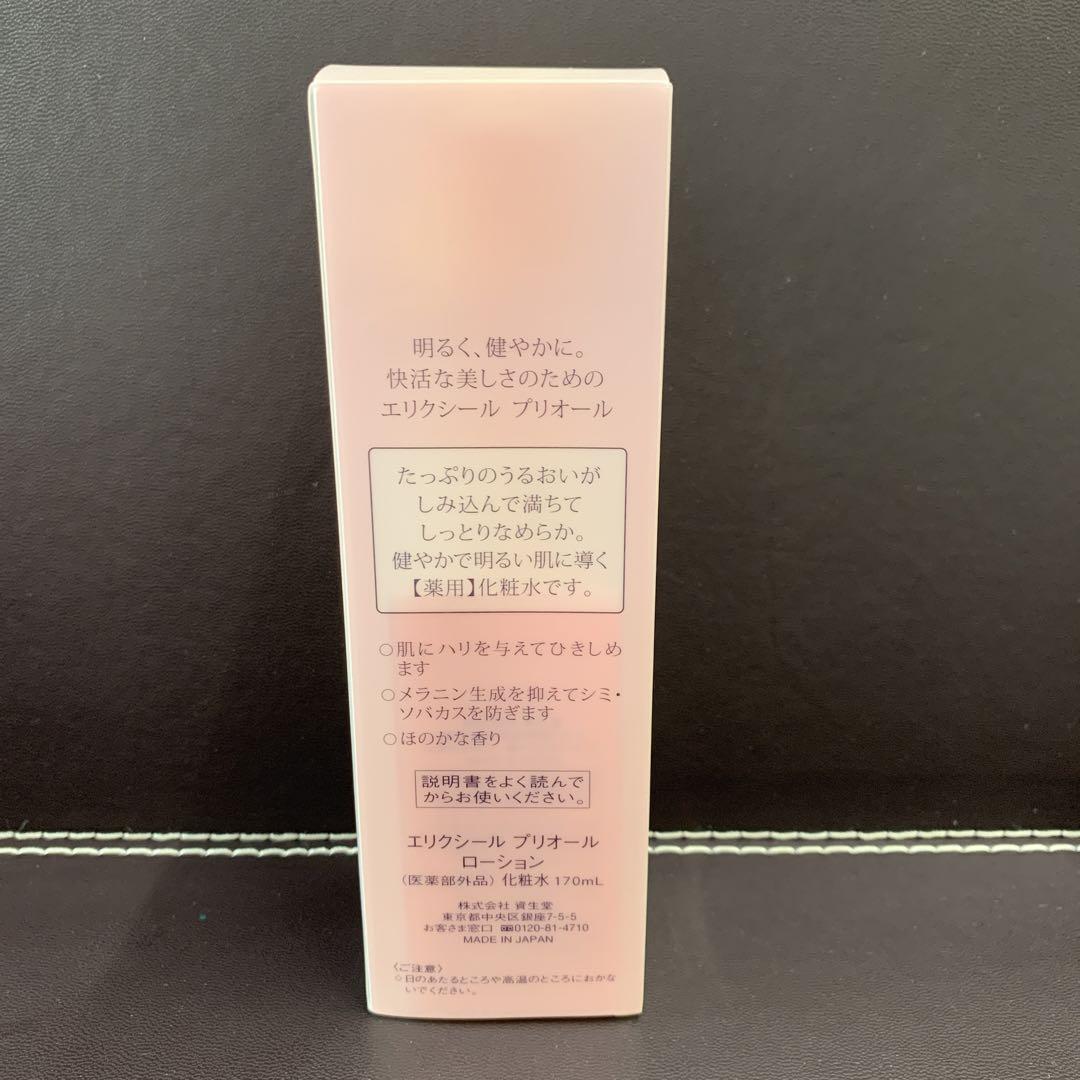 明るく、健やかに。
快活な美しさのための
エリクシール プリオール
たっぷりのうるおいが
しみ込んで満ちて
しっとりなめらか。
健やかで明るい肌に導く
【薬用】化粧水です。
○肌にハリを与えてひきしめ
ます
○メラニン生成を抑えてシミ・
ソバカスを防ぎます
○ほのかな香り
説明書をよく読んで
からお使いください。
エリクシール プリオール
ローション
(医薬部外品) 化粧水 170mL
株式会社 資生堂
東京都中央区銀座7-5-5
お客さま窓口 0120-81-4710
MADE IN JAPAN
〈ご注意〉
○日のあたるところや高温のところにおかな
いでください。